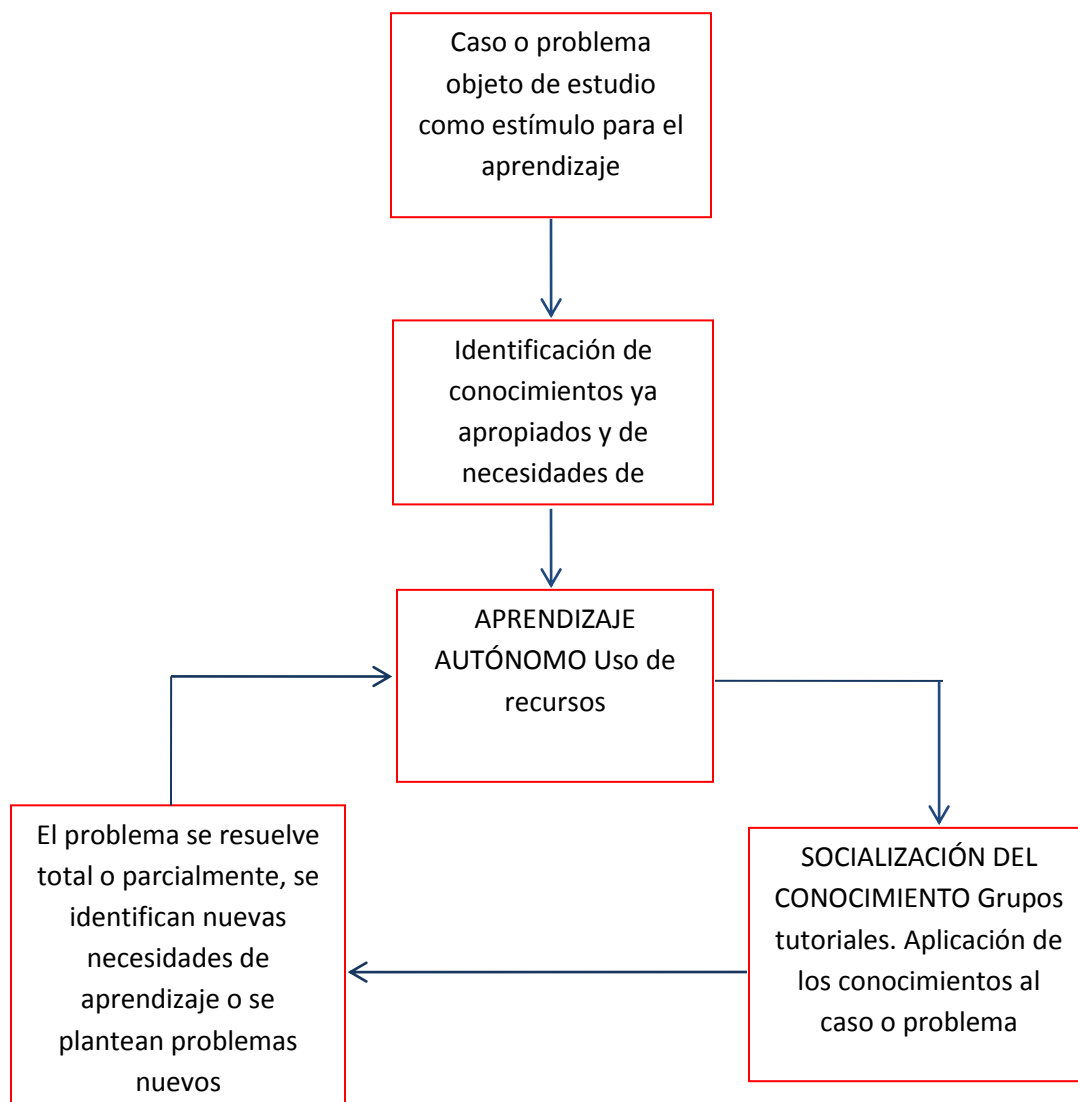 Caso o problema
objeto de estudio
como estímulo para el
aprendizaje
Identificación de
conocimientos ya
apropiados y de
necesidades de
APRENDIZAJE
AUTÓNOMO Uso de
recursos
El problema se resuelve
total o parcialmente, se
identifican nuevas
necesidades de
aprendizaje o se
plantean problemas
nuevos
SOCIALIZACIÓN DEL
CONOCIMIENTO Grupos
tutoriales. Aplicación de
los conocimientos al
caso o problema